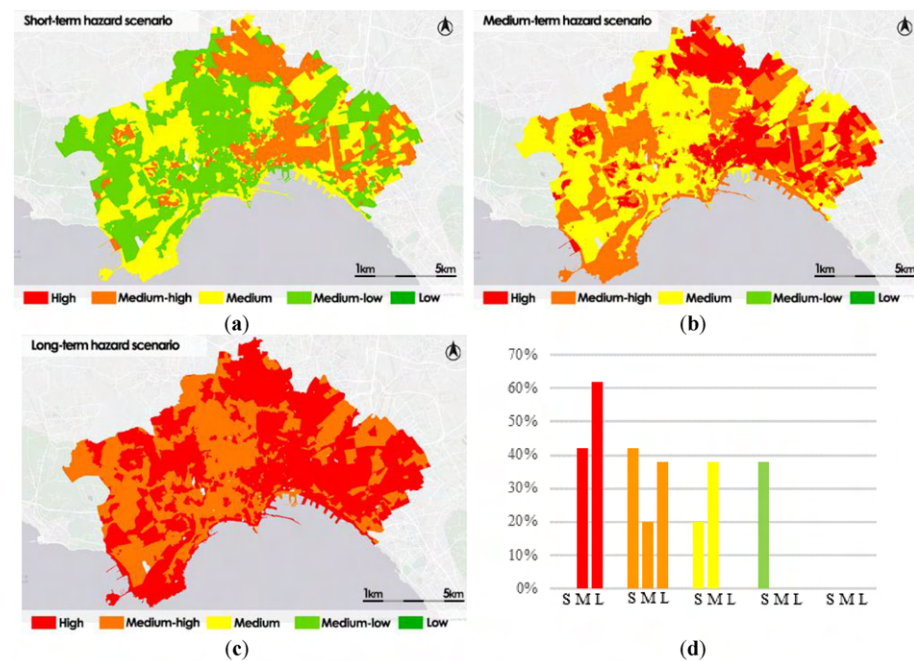 Short-term hazard scenario
1km 5km
High Medium-high Medium Medium-low Low
(a)
Medium-term hazard scenario
1km 5km
High Medium-high Medium Medium-low Low
(b)
Long-term hazard scenario
1km 5km
High Medium-high Medium Medium-low Low
(c)
70%
60%
50%
40%
30%
20%
10%
0%
S M L S M L S M L S M L S M L
(d)